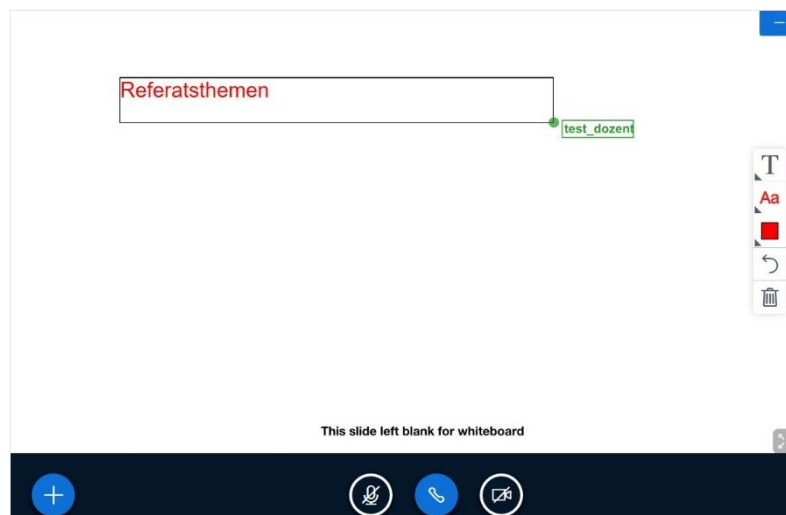 Referatsthemen
test_dozent
T
Aa
This slide left blank for whiteboard